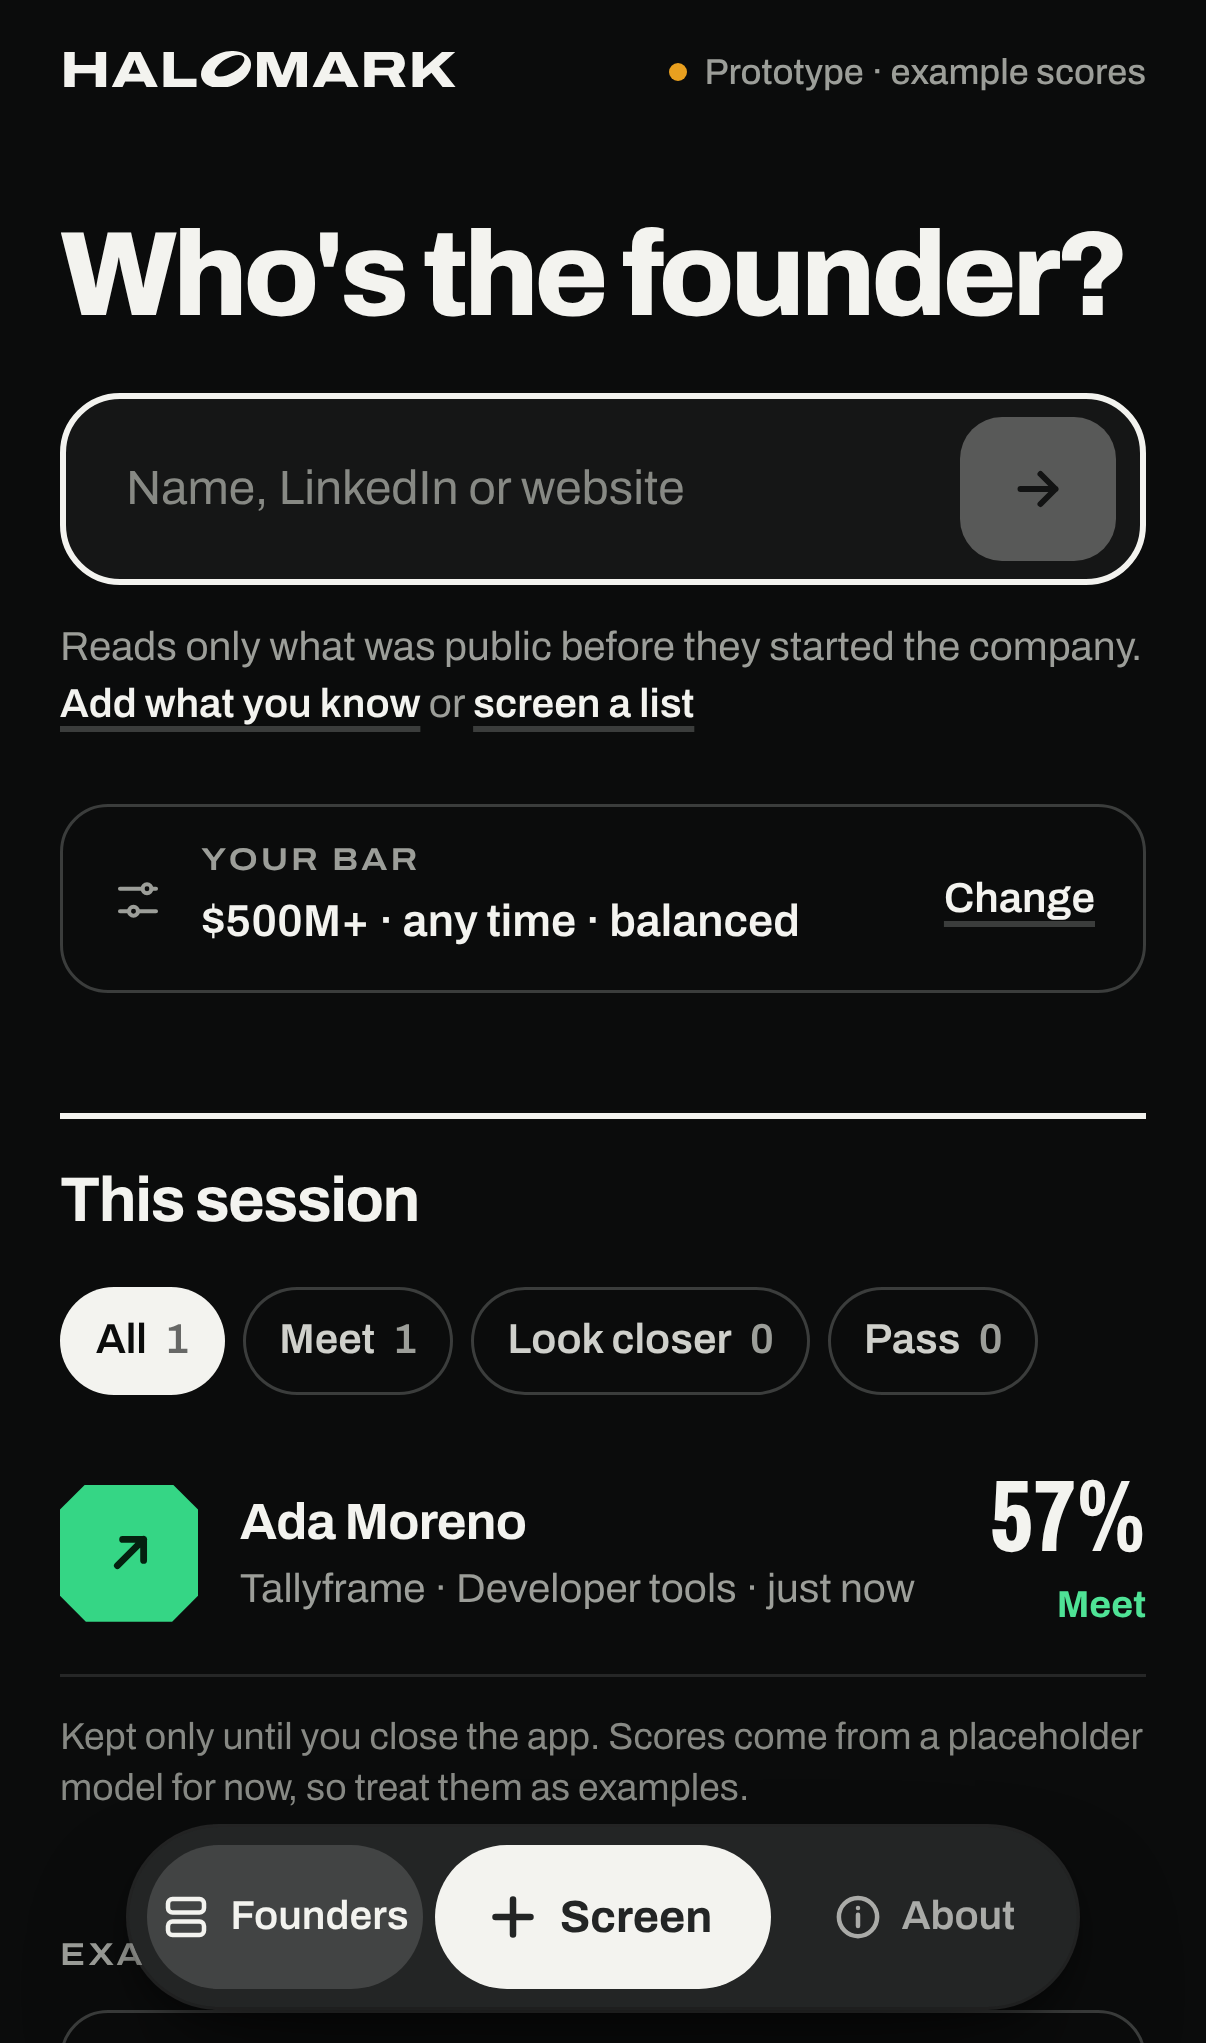 HALOMARK
Prototype · example scores
Who's the founder?
Name, LinkedIn or website
Reads only what was public before they started the company.
Add what you know or screen a list
YOUR BAR
$500M+ · any time · balanced
Change
This session
All 1
Meet 1
Look closer 0
Pass 0
Ada Moreno
57%
Tallyframe · Developer tools · just now
Meet
Kept only until you close the app. Scores come from a placeholder
model for now, so treat them as examples.
Founders
Screen
About